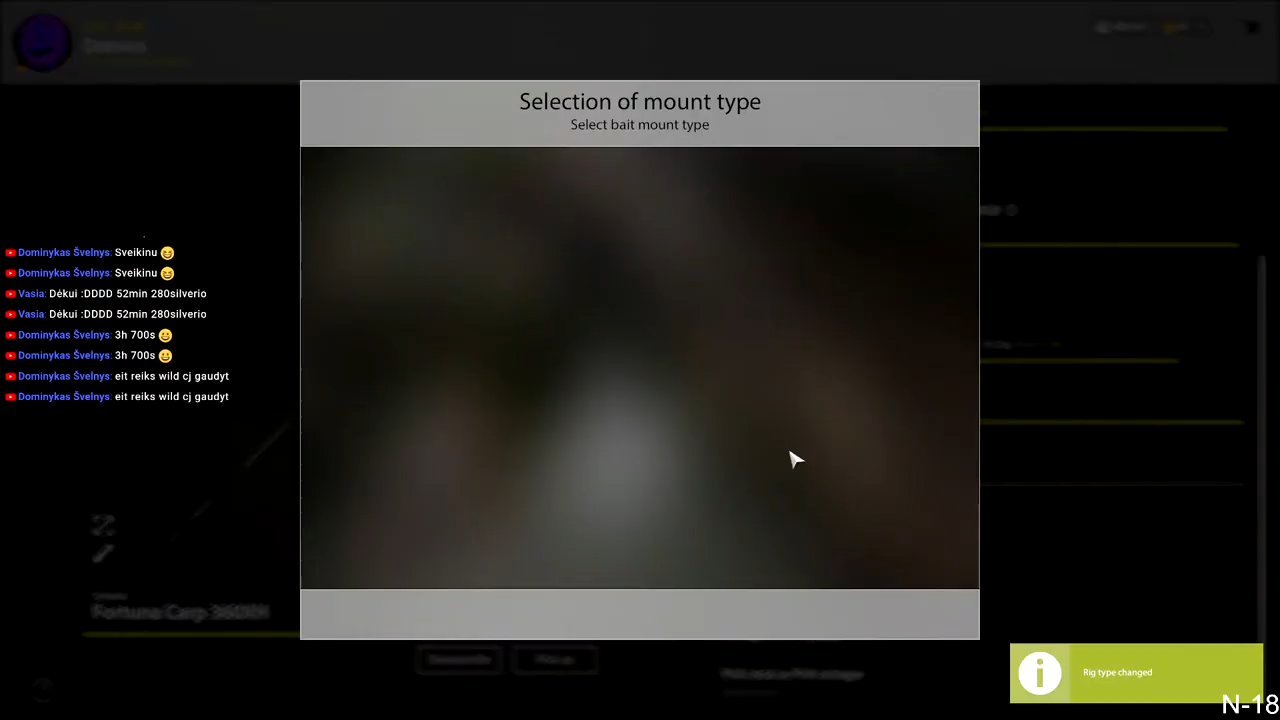 Selection of mount type
Select bait mount type
Dominykas Švelnys: Sveikinu
Dominykas Švelnys: Sveikinu
Vasia: Dėkui :DDDD 52min 280silverio
Vasia: Dėkui :DDDD 52min 280silverio
Dominykas Švelnys: 3h 700s
Dominykas Švelnys: 3h 700s
Dominykas Švelnys: eit reiks wild cj gaudyt
Dominykas Švelnys: eit reiks wild cj gaudyt
Fortuna Carp
Rig type changed
N-18